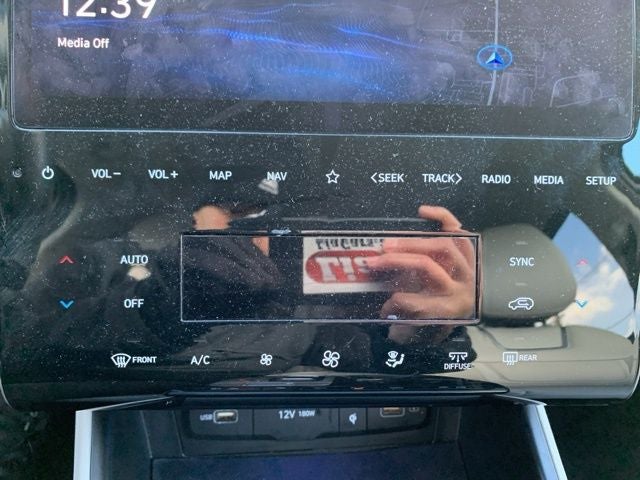 12:39
Media Off
VOL− VOL+ MAP NAV ☆ <SEEK TRACK> RADIO MEDIA SETUP
AUTO SYNC
OFF
FRONT A/C DIFFUSE REAR
USB 12V 180W